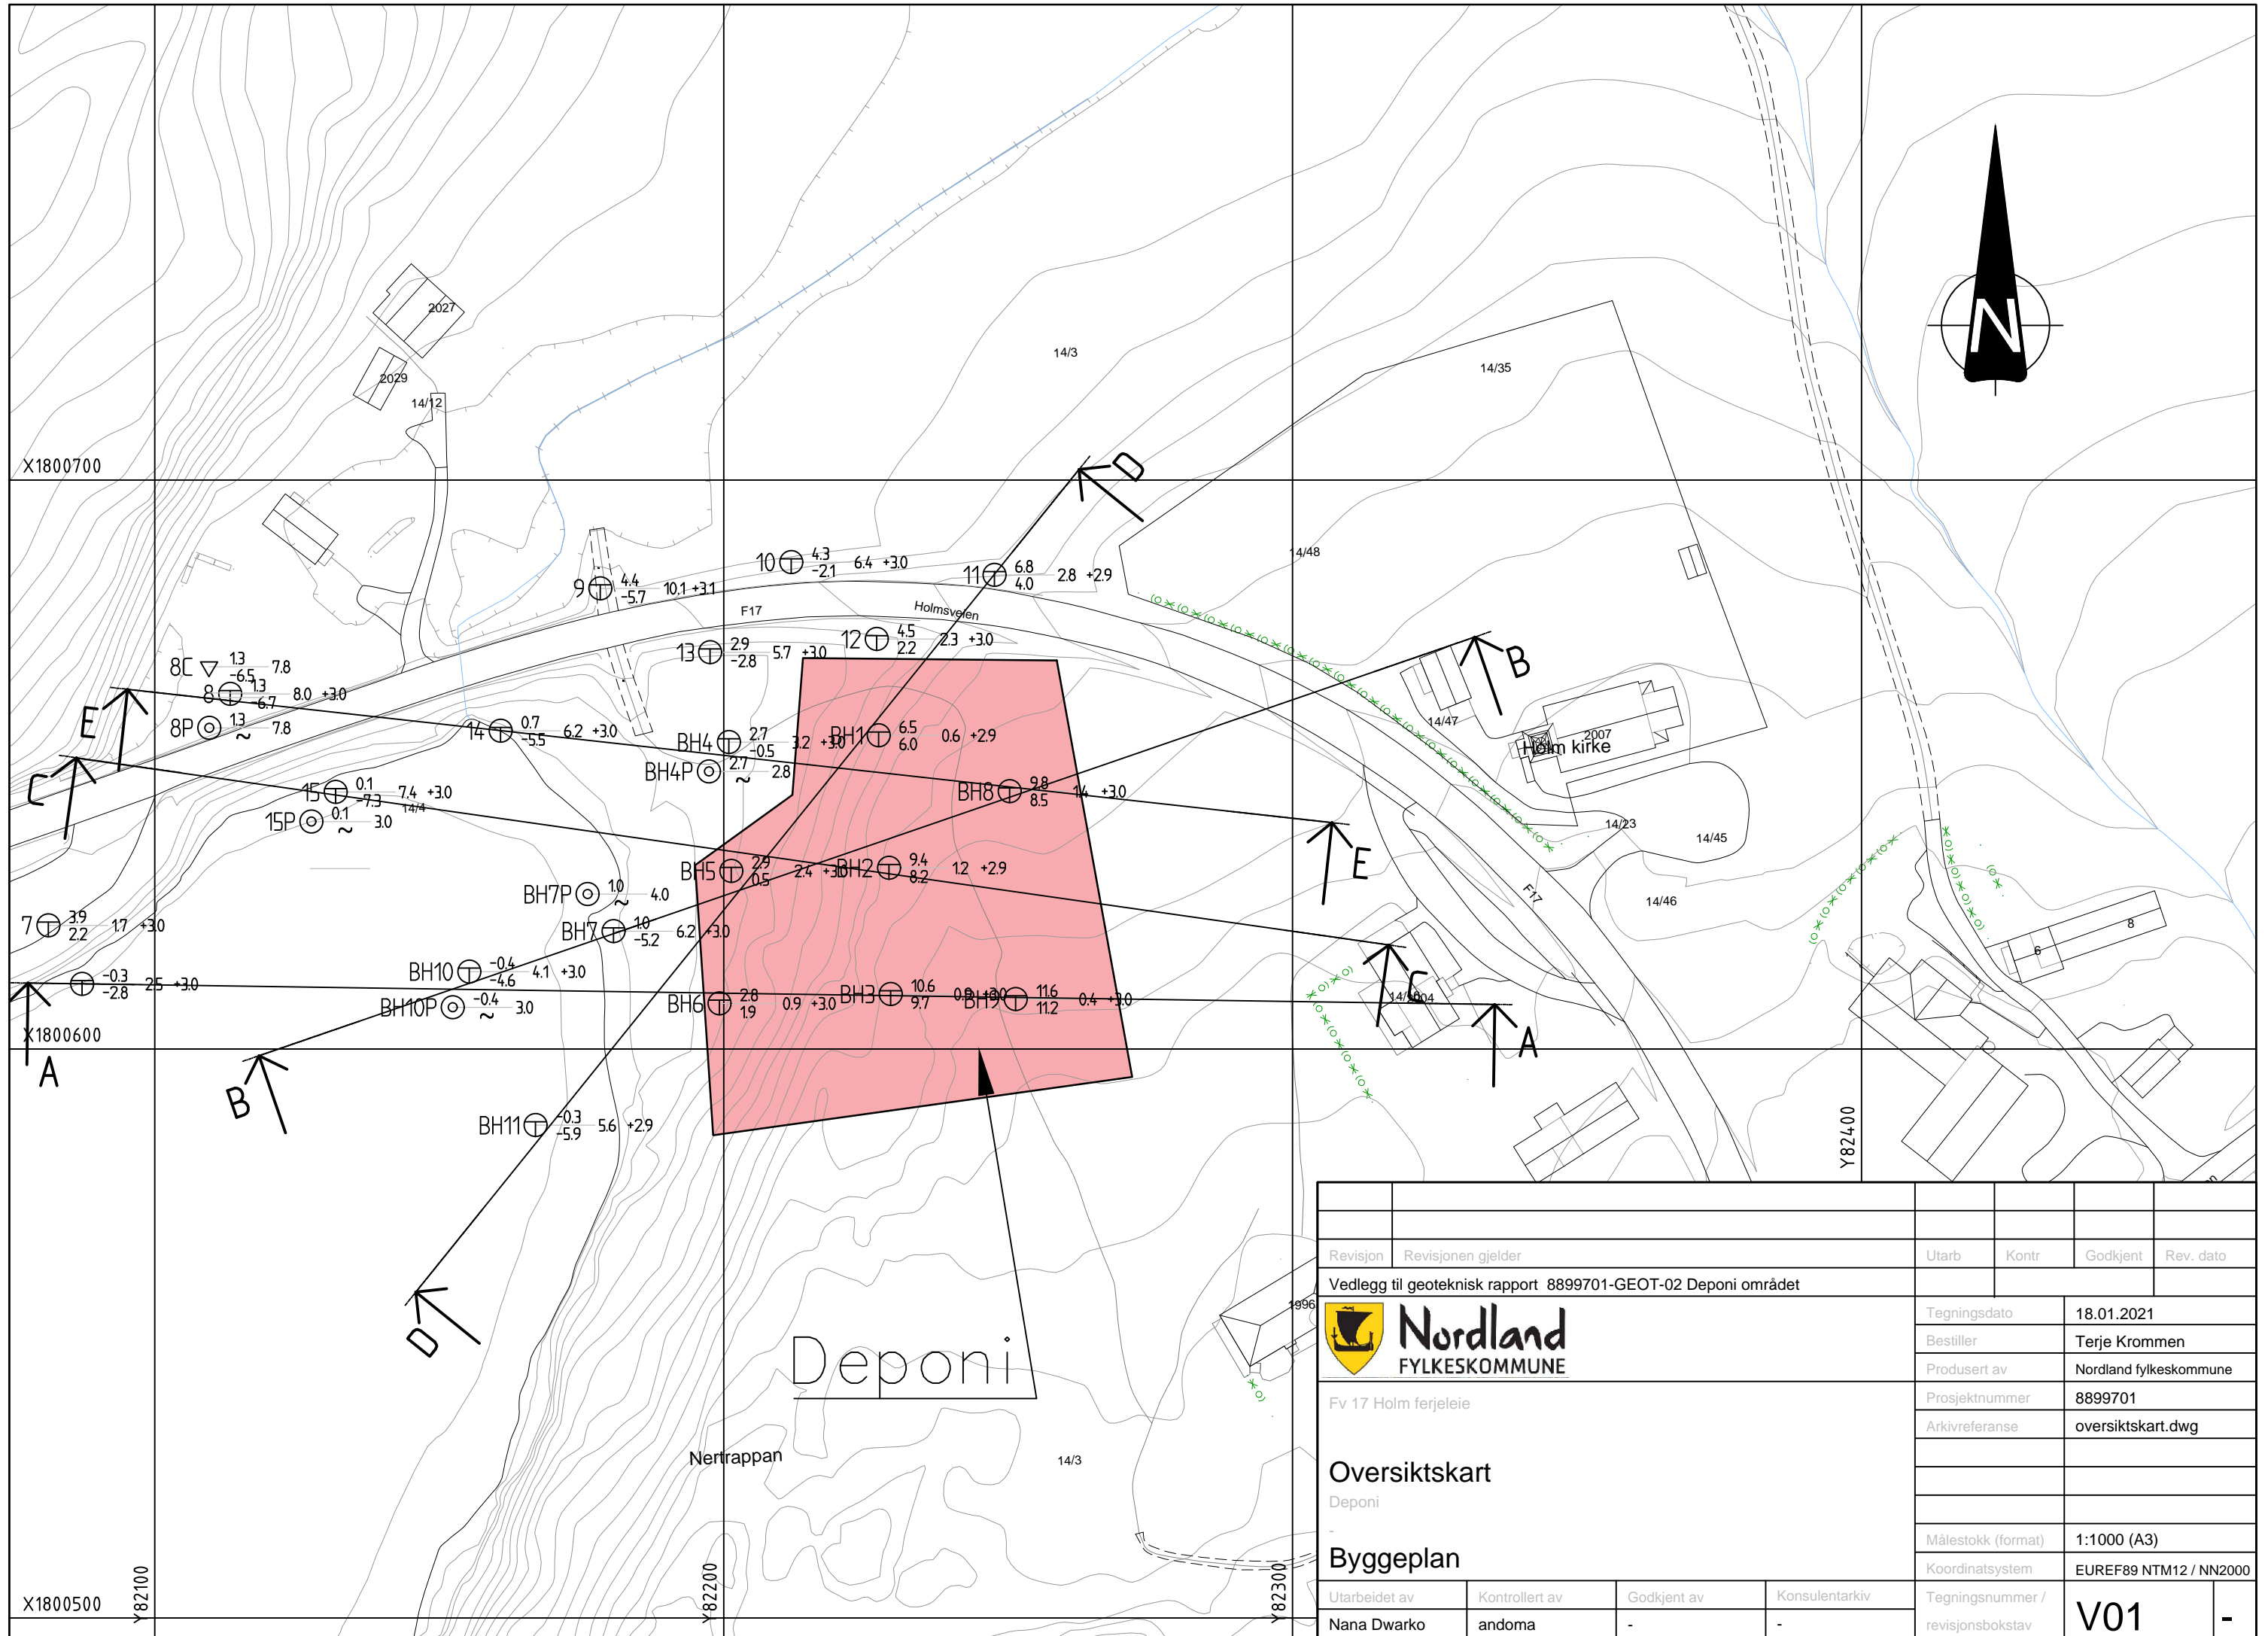 2027
2029
14/12
14/3
14/35
N
X1800700
D
14/48
10 4.3 -2.1 6.4 +3.0
11 6.8 4.0 2.8 +2.9
9 4.4 -5.7 10.1 +3.1
F17
Holmsveien
12 4.5 2.2 2.3 +3.0
13 2.9 -2.8 5.7 +3.0
8C 1.3 -6.5 7.8
8 1.3 -6.7 8.0 +3.0
8P 1.3 ~ 7.8
E
B
14/47
2007
Holm kirke
14 0.7 -5.5 6.2 +3.0
BH4 2.7 -0.5 3.2 +3.0
BH1 6.5 6.0 0.6 +2.9
BH4P 2.7 ~ 2.8
C
15 0.1 -7.3 7.4 +3.0
14/4
15P 0.1 ~ 3.0
BH8 9.8 8.5 1.4 +3.0
14/23
14/45
E
BH5 2.9 0.5 2.4 +3.0
BH2 9.4 8.2 1.2 +2.9
F17
14/46
BH7P 1.0 ~ 4.0
BH7 1.0 -5.2 6.2 +3.0
7 3.9 2.2 1.7 +3.0
8
6
BH10 -0.4 -4.6 4.1 +3.0
-0.3 -2.8 2.5 +3.0
C
BH10P -0.4 ~ 3.0
BH6 2.8 1.9 0.9 +3.0
BH3 10.6 9.7 0.9 +3.0
BH9 11.6 11.2 0.4 +3.0
X1800600
A
A
B
BH11 -0.3 -5.9 5.6 +2.9
Y82400
D
1996
Deponi
Nertrappan
14/3
X1800500
Y82100
Y82200
Y82300
Revisjon Revisjonen gjelder Utarb Kontr Godkjent Rev. dato
Vedlegg til geoteknisk rapport 8899701-GEOT-02 Deponi området
Nordland
FYLKESKOMMUNE
Tegningsdato 18.01.2021
Bestiller Terje Krommen
Produsert av Nordland fylkeskommune
Prosjektnummer 8899701
Arkivreferanse oversiktskart.dwg
Fv 17 Holm ferjeleie
Oversiktskart
Deponi
-
Byggeplan
Målestokk (format) 1:1000 (A3)
Koordinatsystem EUREF89 NTM12 / NN2000
Utarbeidet av Kontrollert av Godkjent av Konsulentarkiv
Nana Dwarko andoma - -
Tegningsnummer /
revisjonsbokstav
V01 -